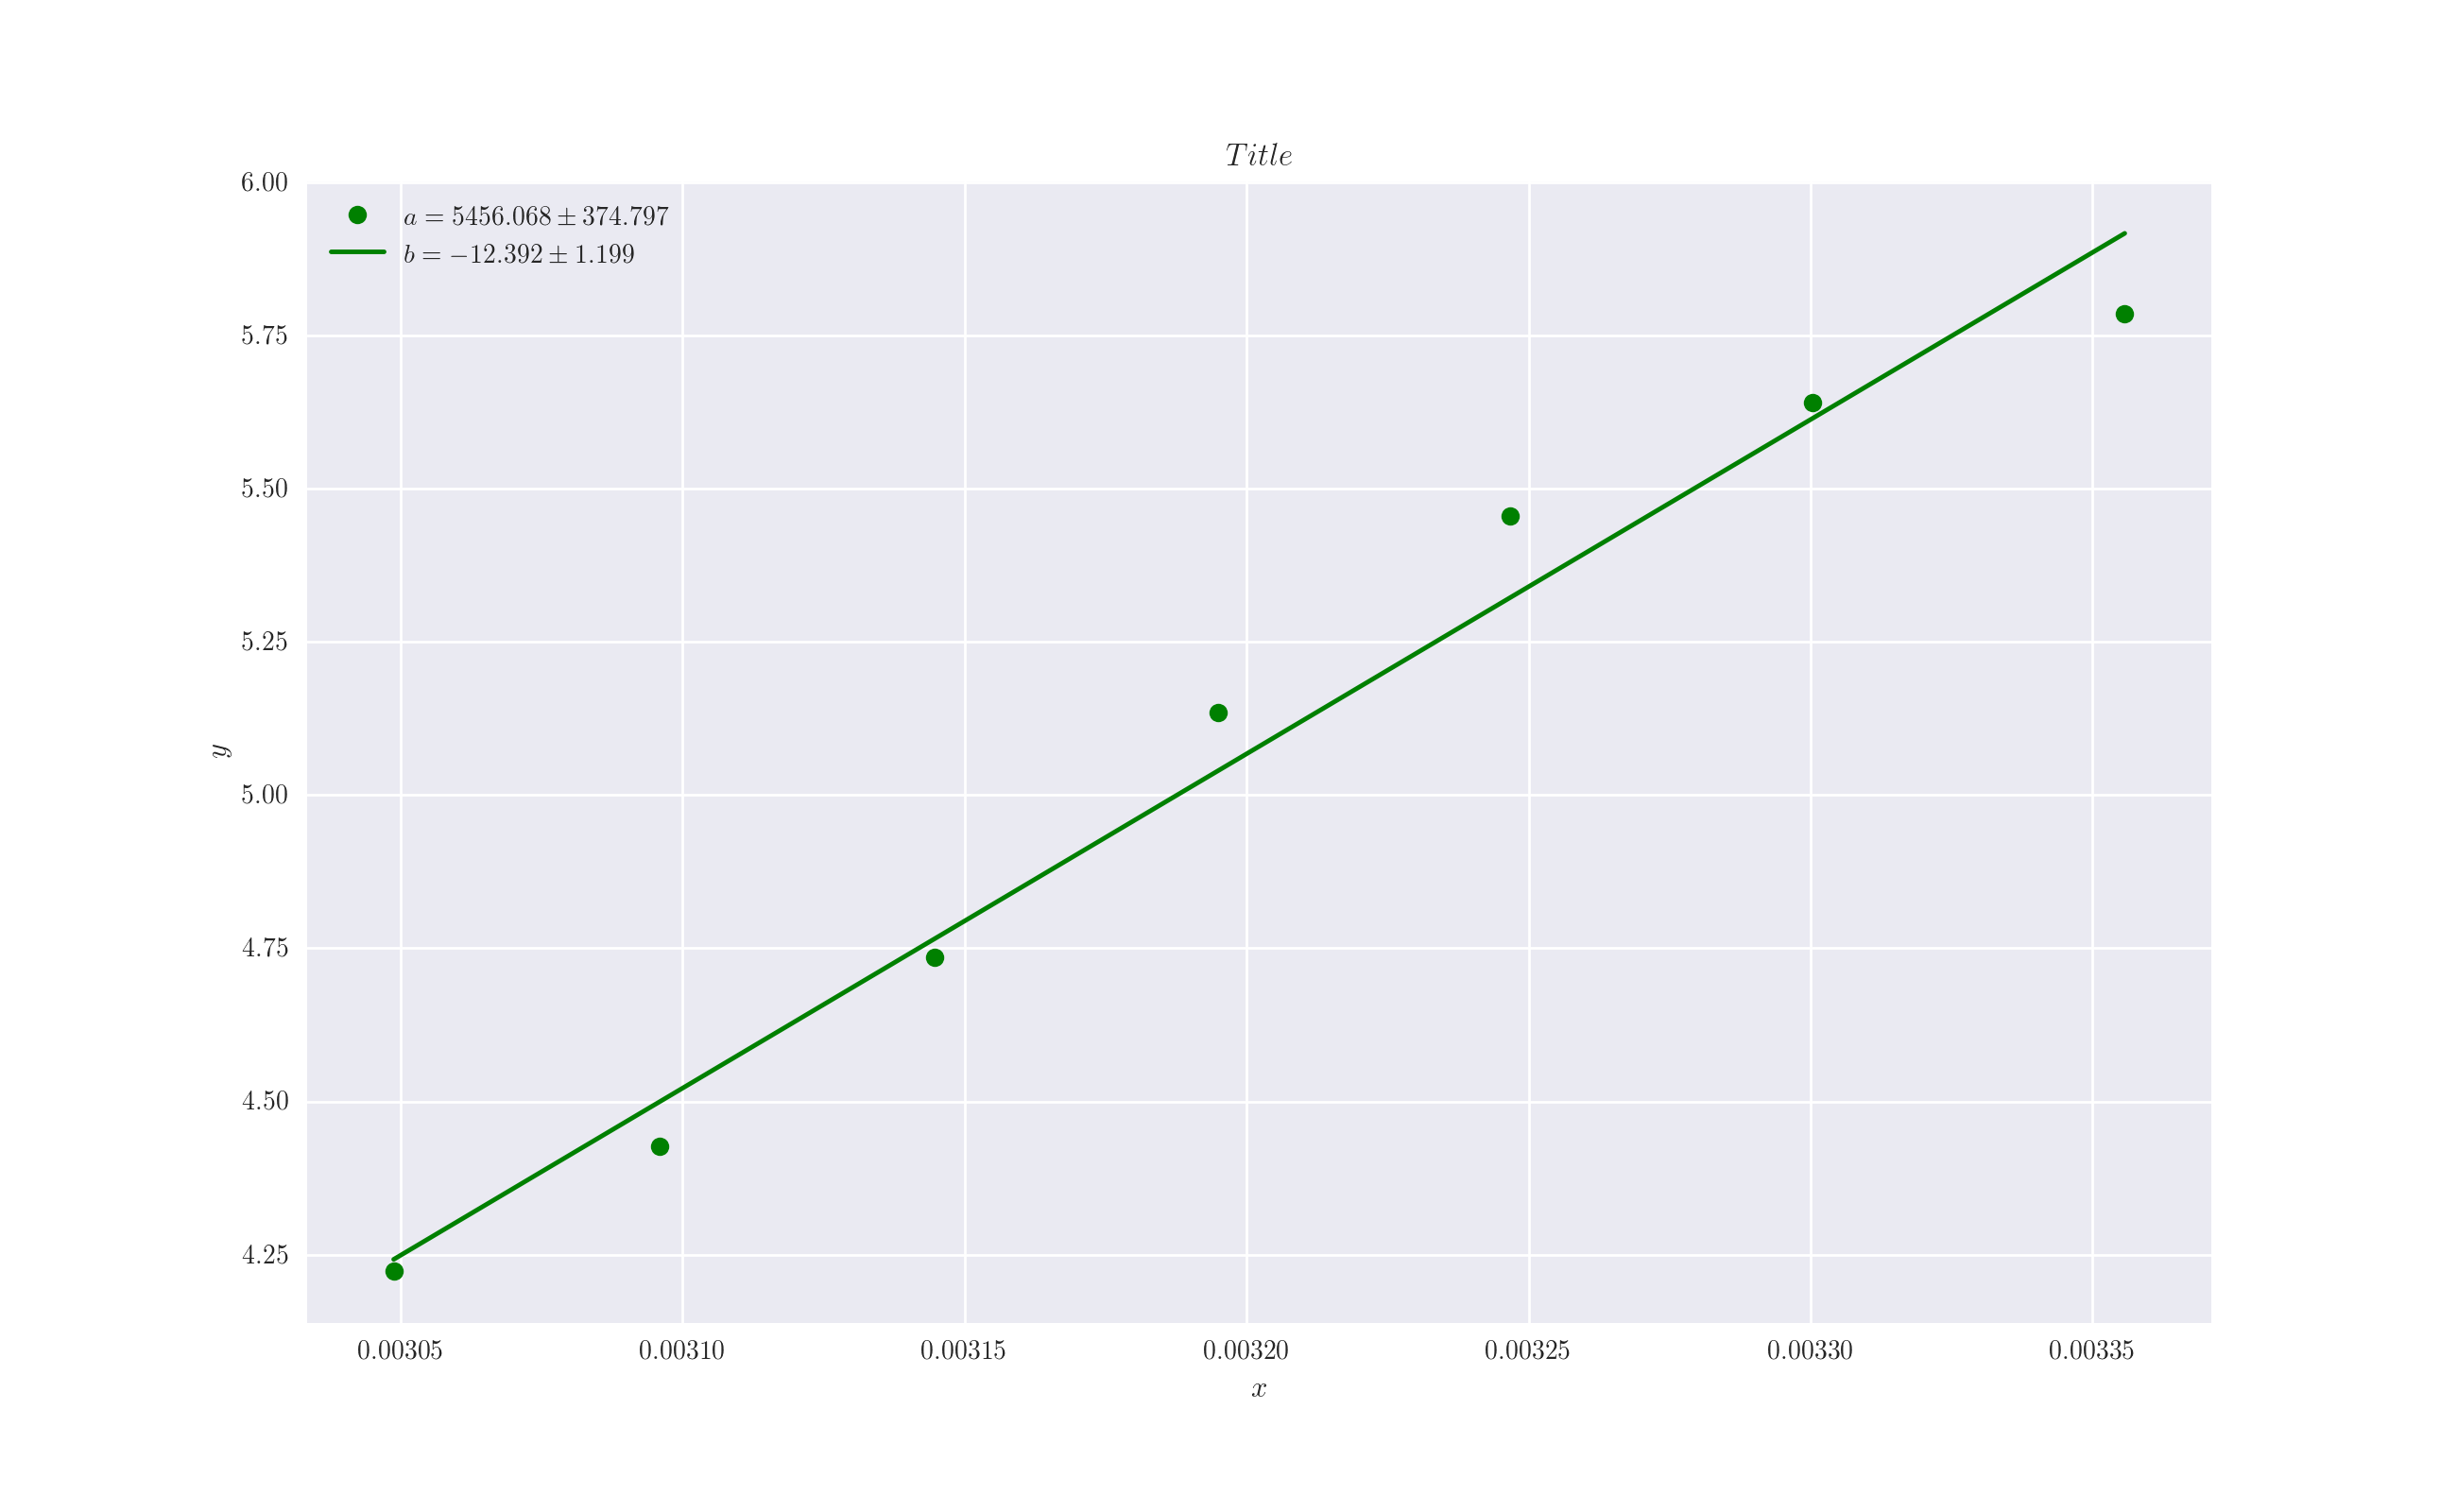 Title
6.00
a = 5456.068 ± 374.797
b = −12.392 ± 1.199
5.75
5.50
5.25
y
5.00
4.75
4.50
4.25
0.00305 0.00310 0.00315 0.00320 0.00325 0.00330 0.00335
x